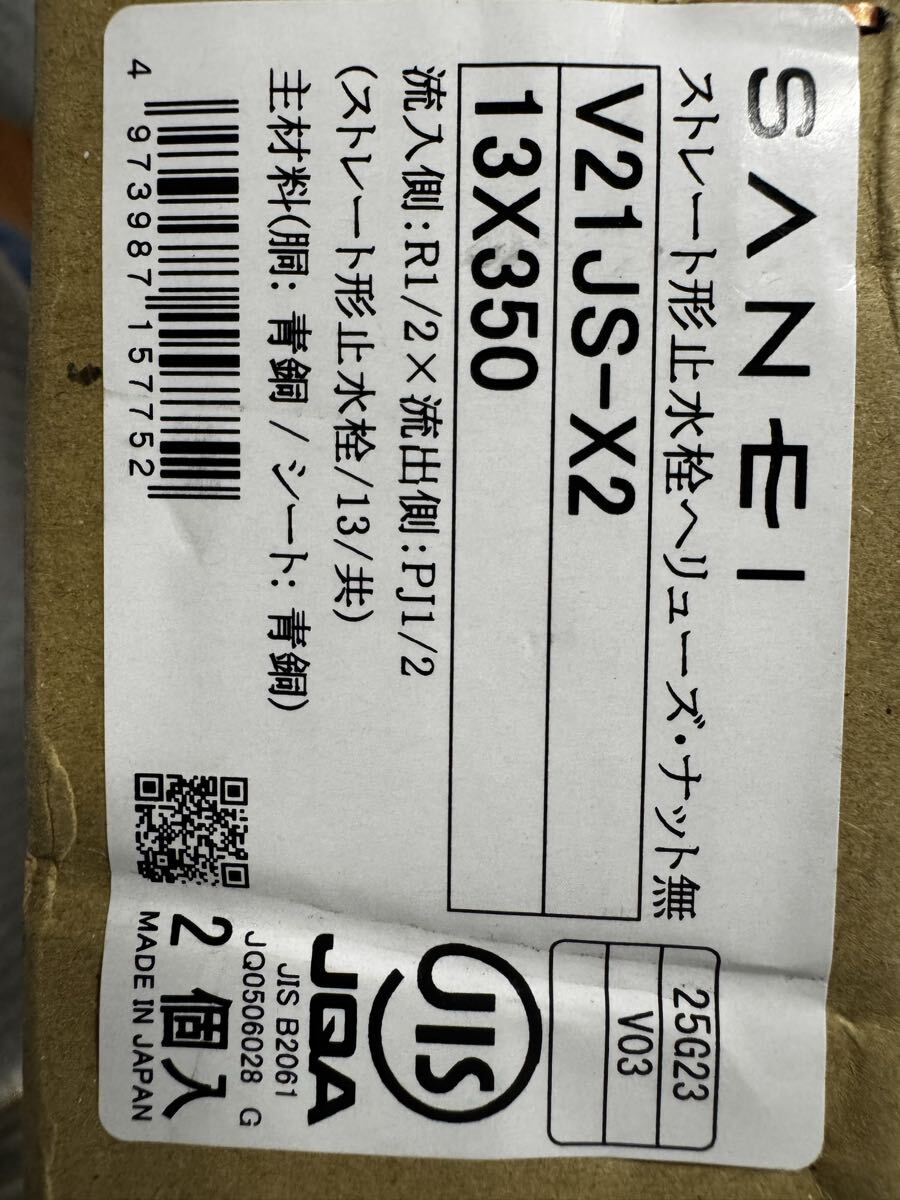 SANEI
ストレート形止水栓ヘリューズ・ナット無
V21JS-X2
13X350
流入側:R1/2×流出側:PJ1/2
(ストレート形止水栓/13/共)
主材料(胴: 青銅 / シート: 青銅)
4 973987 157752
25G23
V03
JIS
JQA
JIS B2061
JQ0506028 G
2個入
MADE IN JAPAN